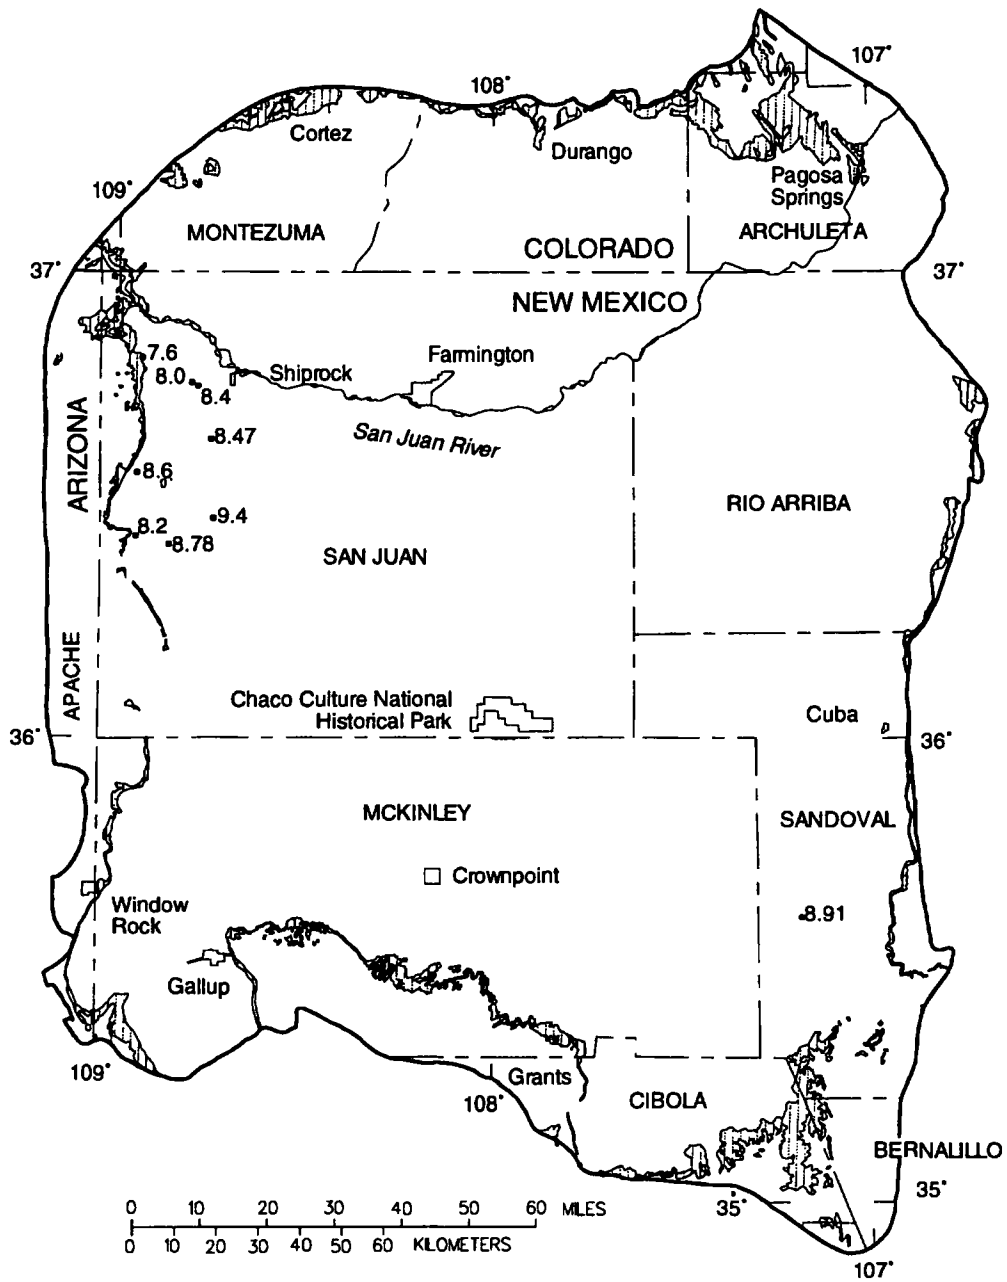 107°
108°
Cortez
Durango
Pagosa
Springs
109°
MONTEZUMA
COLORADO
ARCHULETA
37°
37°
NEW MEXICO
7.6
8.0
8.4
Shiprock
Farmington
San Juan River
8.47
ARIZONA
8.6
RIO ARRIBA
9.4
8.2
8.78
SAN JUAN
APACHE
Chaco Culture National
Historical Park
Cuba
36°
36°
MCKINLEY
SANDOVAL
Crownpoint
Window
Rock
8.91
Gallup
109°
108°
Grants
CIBOLA
BERNALILLO
35°
35°
0 10 20 30 40 50 60 MILES
0 10 20 30 40 50 60 KILOMETERS
107°